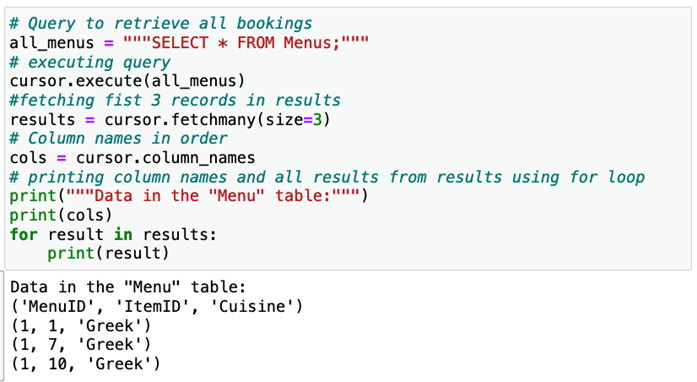 # Query to retrieve all bookings
all_menus = """SELECT * FROM Menus;"""
# executing query
cursor.execute(all_menus)
#fetching fist 3 records in results
results = cursor.fetchmany(size=3)
# Column names in order
cols = cursor.column_names
# printing column names and all results from results using for loop
print("""Data in the "Menu" table:""")
print(cols)
for result in results:
    print(result)
Data in the "Menu" table:
('MenuID', 'ItemID', 'Cuisine')
(1, 1, 'Greek')
(1, 7, 'Greek')
(1, 10, 'Greek')